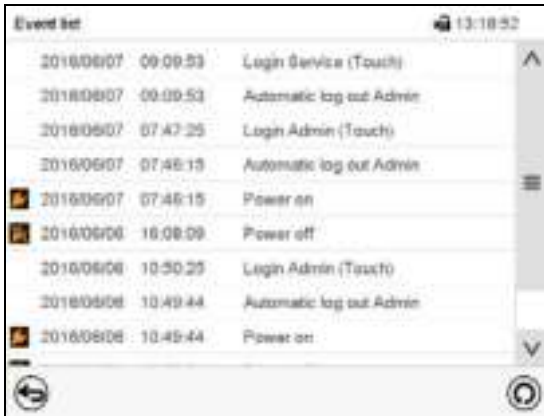 Event list 13:18:52
2016/06/07 09:09:53 Login Service (Touch)
2016/06/07 09:09:53 Automatic log out Admin
2016/06/07 07:47:25 Login Admin (Touch)
2016/06/07 07:46:15 Automatic log out Admin
2016/06/07 07:46:15 Power on
2016/06/06 16:08:09 Power off
2016/06/06 10:50:25 Login Admin (Touch)
2016/06/06 10:49:44 Automatic log out Admin
2016/06/06 10:49:44 Power on